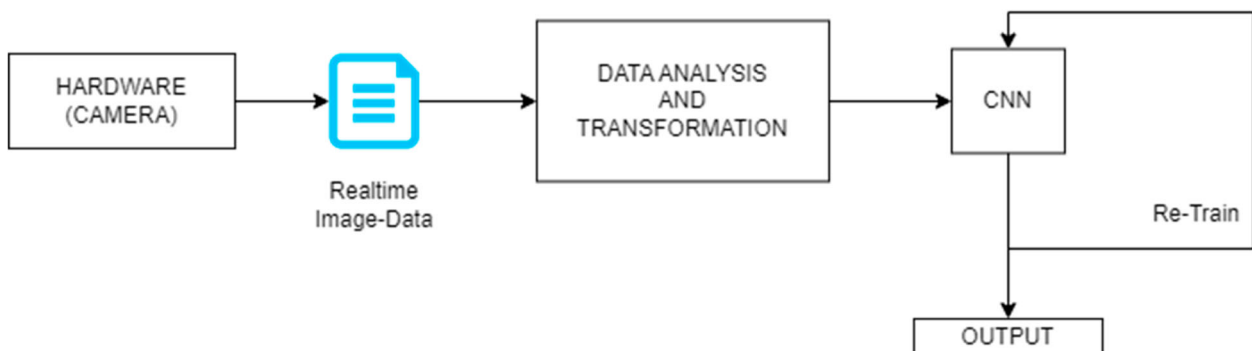 HARDWARE
(CAMERA)
Realtime
Image-Data
DATA ANALYSIS
AND
TRANSFORMATION
CNN
Re-Train
OUTPUT